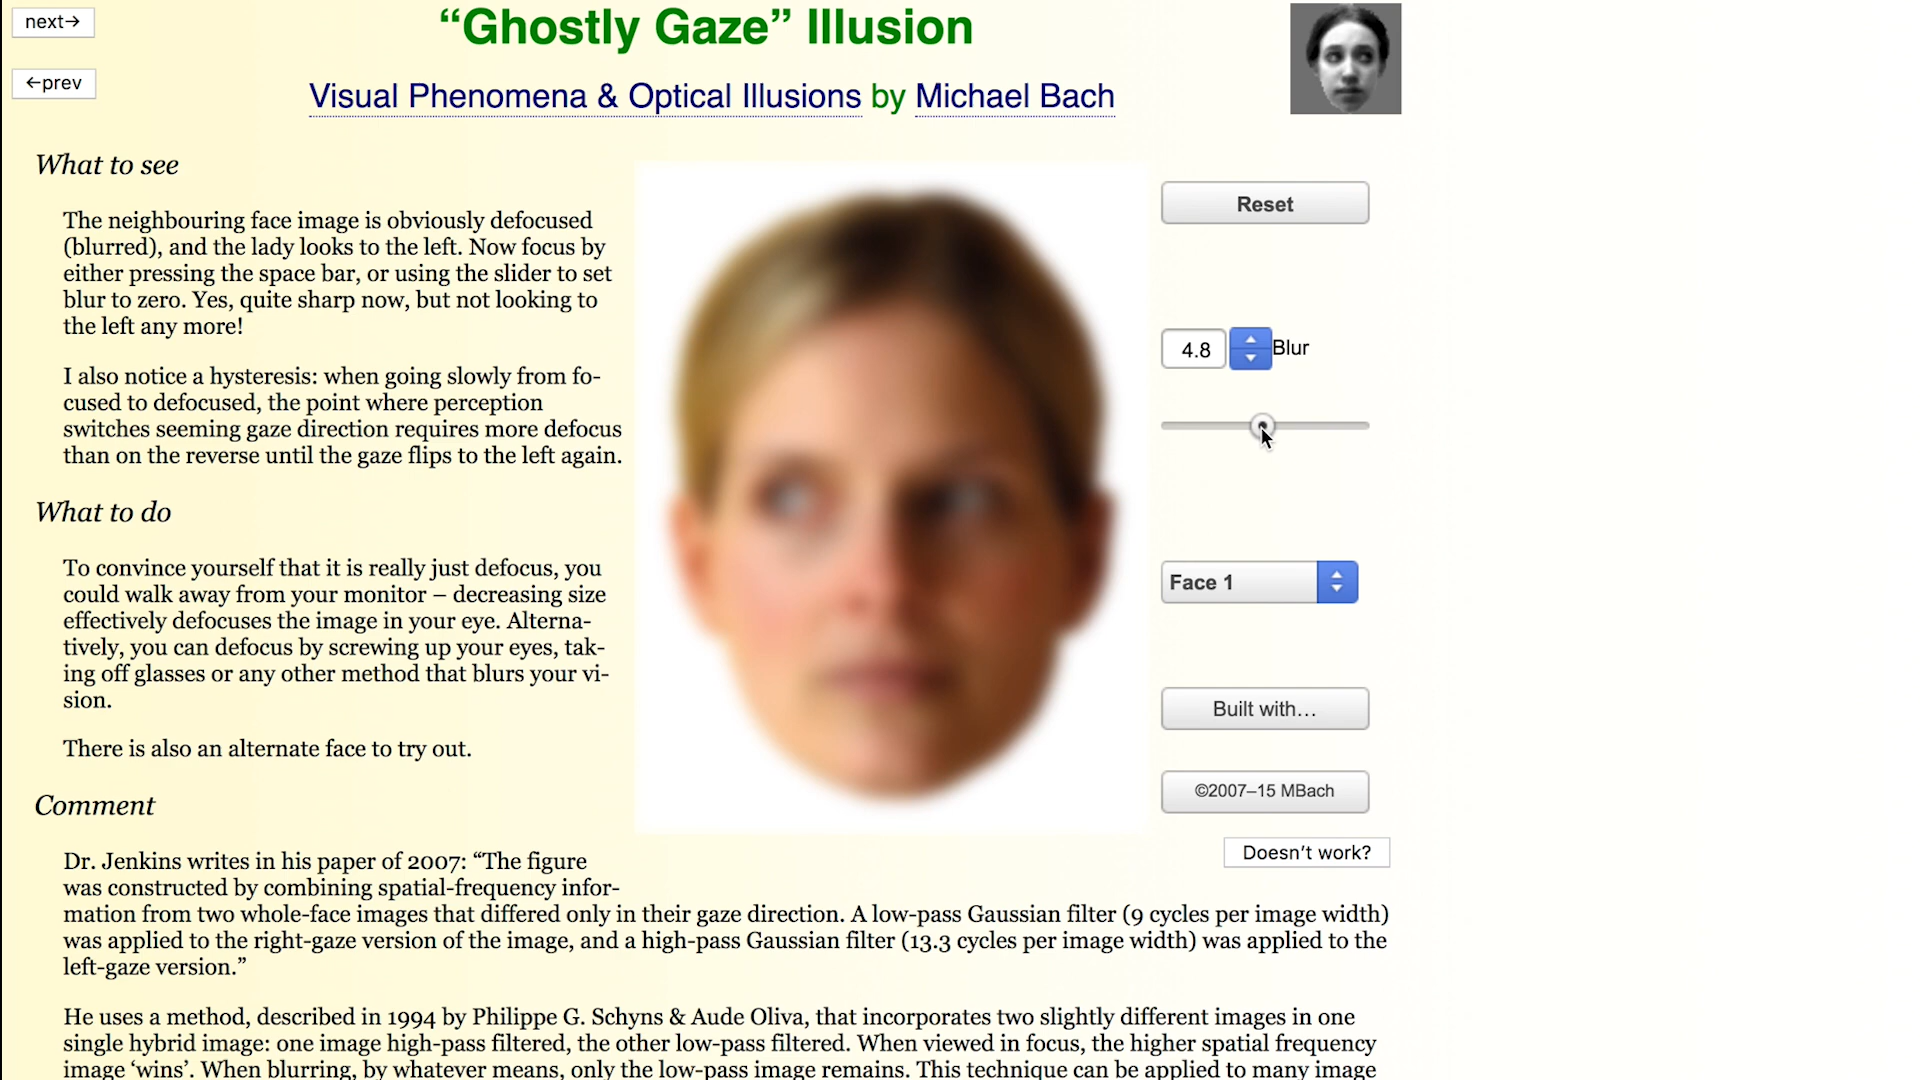 next→
←prev
“Ghostly Gaze” Illusion
Visual Phenomena & Optical Illusions by Michael Bach
What to see
The neighbouring face image is obviously defocused
(blurred), and the lady looks to the left. Now focus by
either pressing the space bar, or using the slider to set
blur to zero. Yes, quite sharp now, but not looking to
the left any more!
I also notice a hysteresis: when going slowly from fo-
cused to defocused, the point where perception
switches seeming gaze direction requires more defocus
than on the reverse until the gaze flips to the left again.
What to do
To convince yourself that it is really just defocus, you
could walk away from your monitor – decreasing size
effectively defocuses the image in your eye. Alterna-
tively, you can defocus by screwing up your eyes, tak-
ing off glasses or any other method that blurs your vi-
sion.
There is also an alternate face to try out.
Reset
4.8 Blur
Face 1
Built with…
©2007–15 MBach
Doesn’t work?
Comment
Dr. Jenkins writes in his paper of 2007: “The figure
was constructed by combining spatial-frequency infor-
mation from two whole-face images that differed only in their gaze direction. A low-pass Gaussian filter (9 cycles per image width)
was applied to the right-gaze version of the image, and a high-pass Gaussian filter (13.3 cycles per image width) was applied to the
left-gaze version.”
He uses a method, described in 1994 by Philippe G. Schyns & Aude Oliva, that incorporates two slightly different images in one
single hybrid image: one image high-pass filtered, the other low-pass filtered. When viewed in focus, the higher spatial frequency
image ‘wins’. When blurring, by whatever means, only the low-pass image remains. This technique can be applied to many image